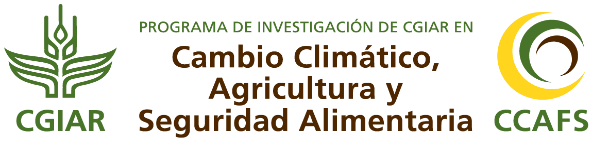 PROGRAMA DE INVESTIGACIÓN DE CGIAR EN
Cambio Climático,
Agricultura y
Seguridad Alimentaria
CGIAR
CCAFS